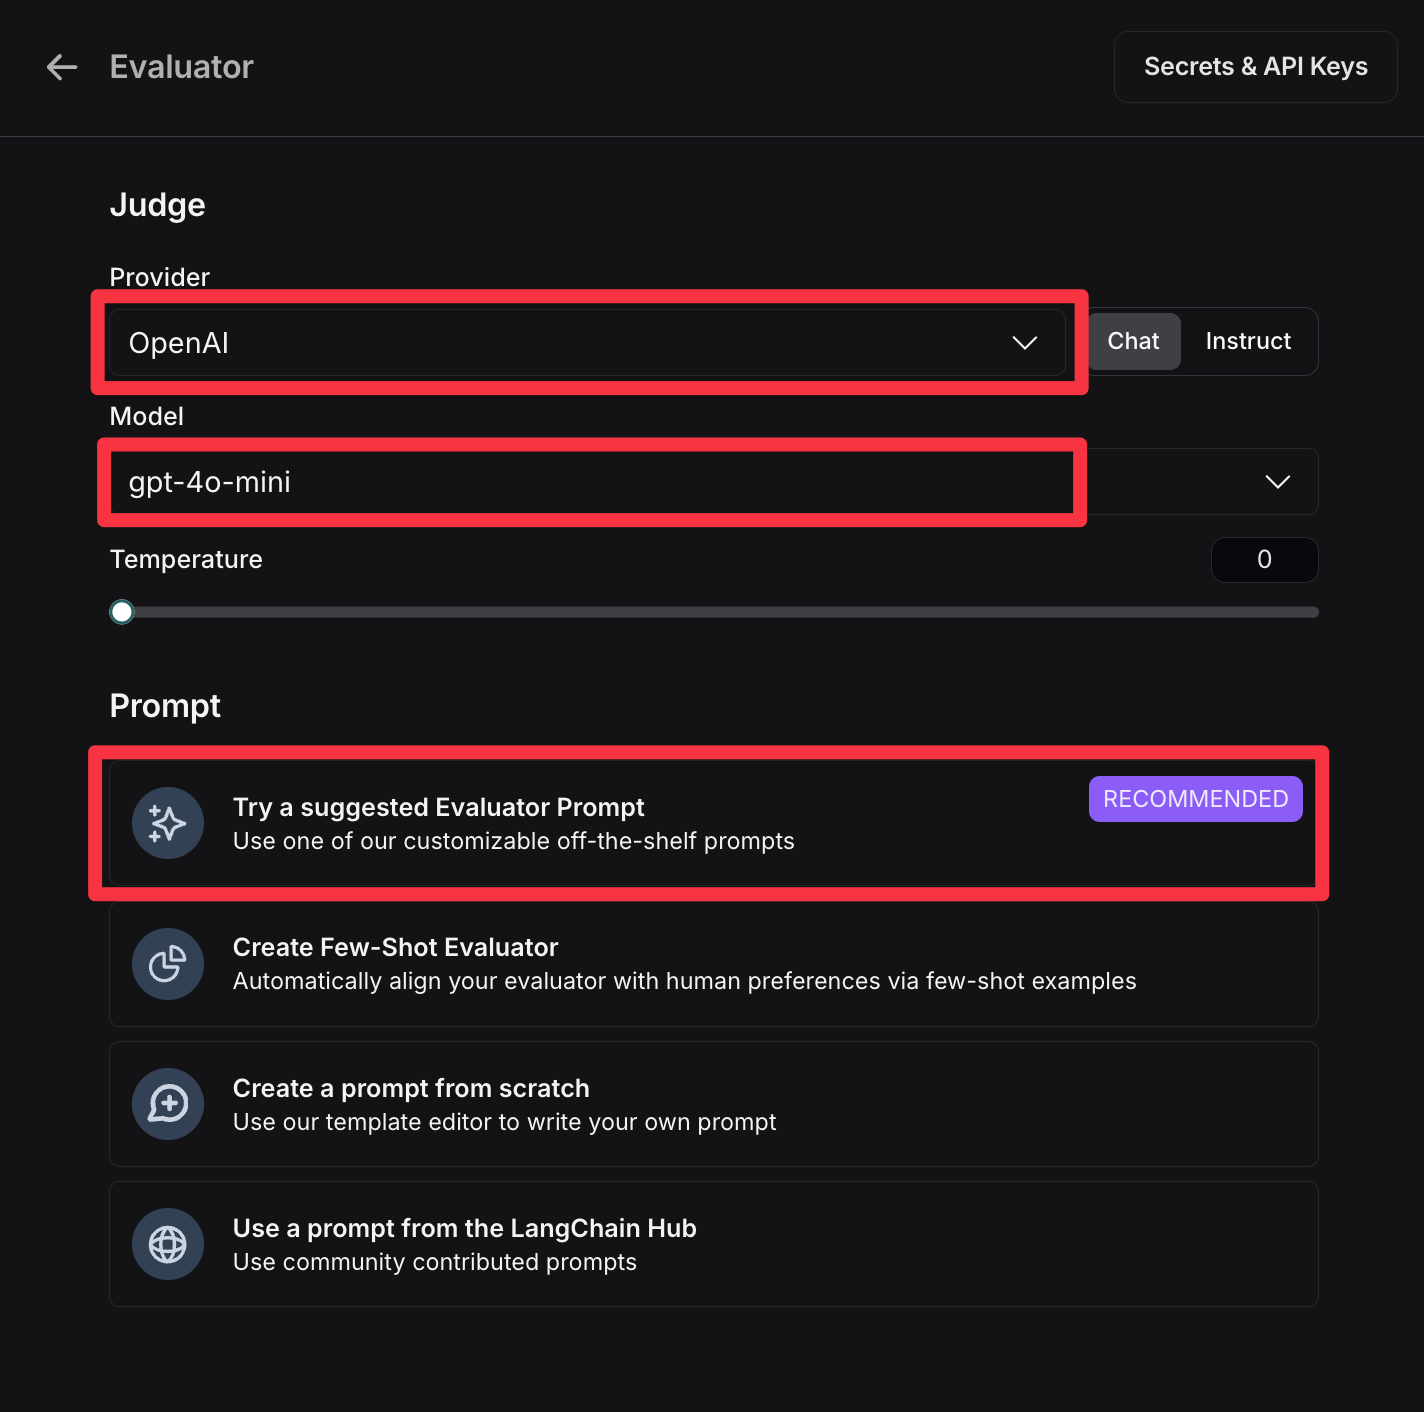 Evaluator
Secrets & API Keys
Judge
Provider
OpenAI
Chat
Instruct
Model
gpt-4o-mini
Temperature
0
Prompt
Try a suggested Evaluator Prompt
RECOMMENDED
Use one of our customizable off-the-shelf prompts
Create Few-Shot Evaluator
Automatically align your evaluator with human preferences via few-shot examples
Create a prompt from scratch
Use our template editor to write your own prompt
Use a prompt from the LangChain Hub
Use community contributed prompts